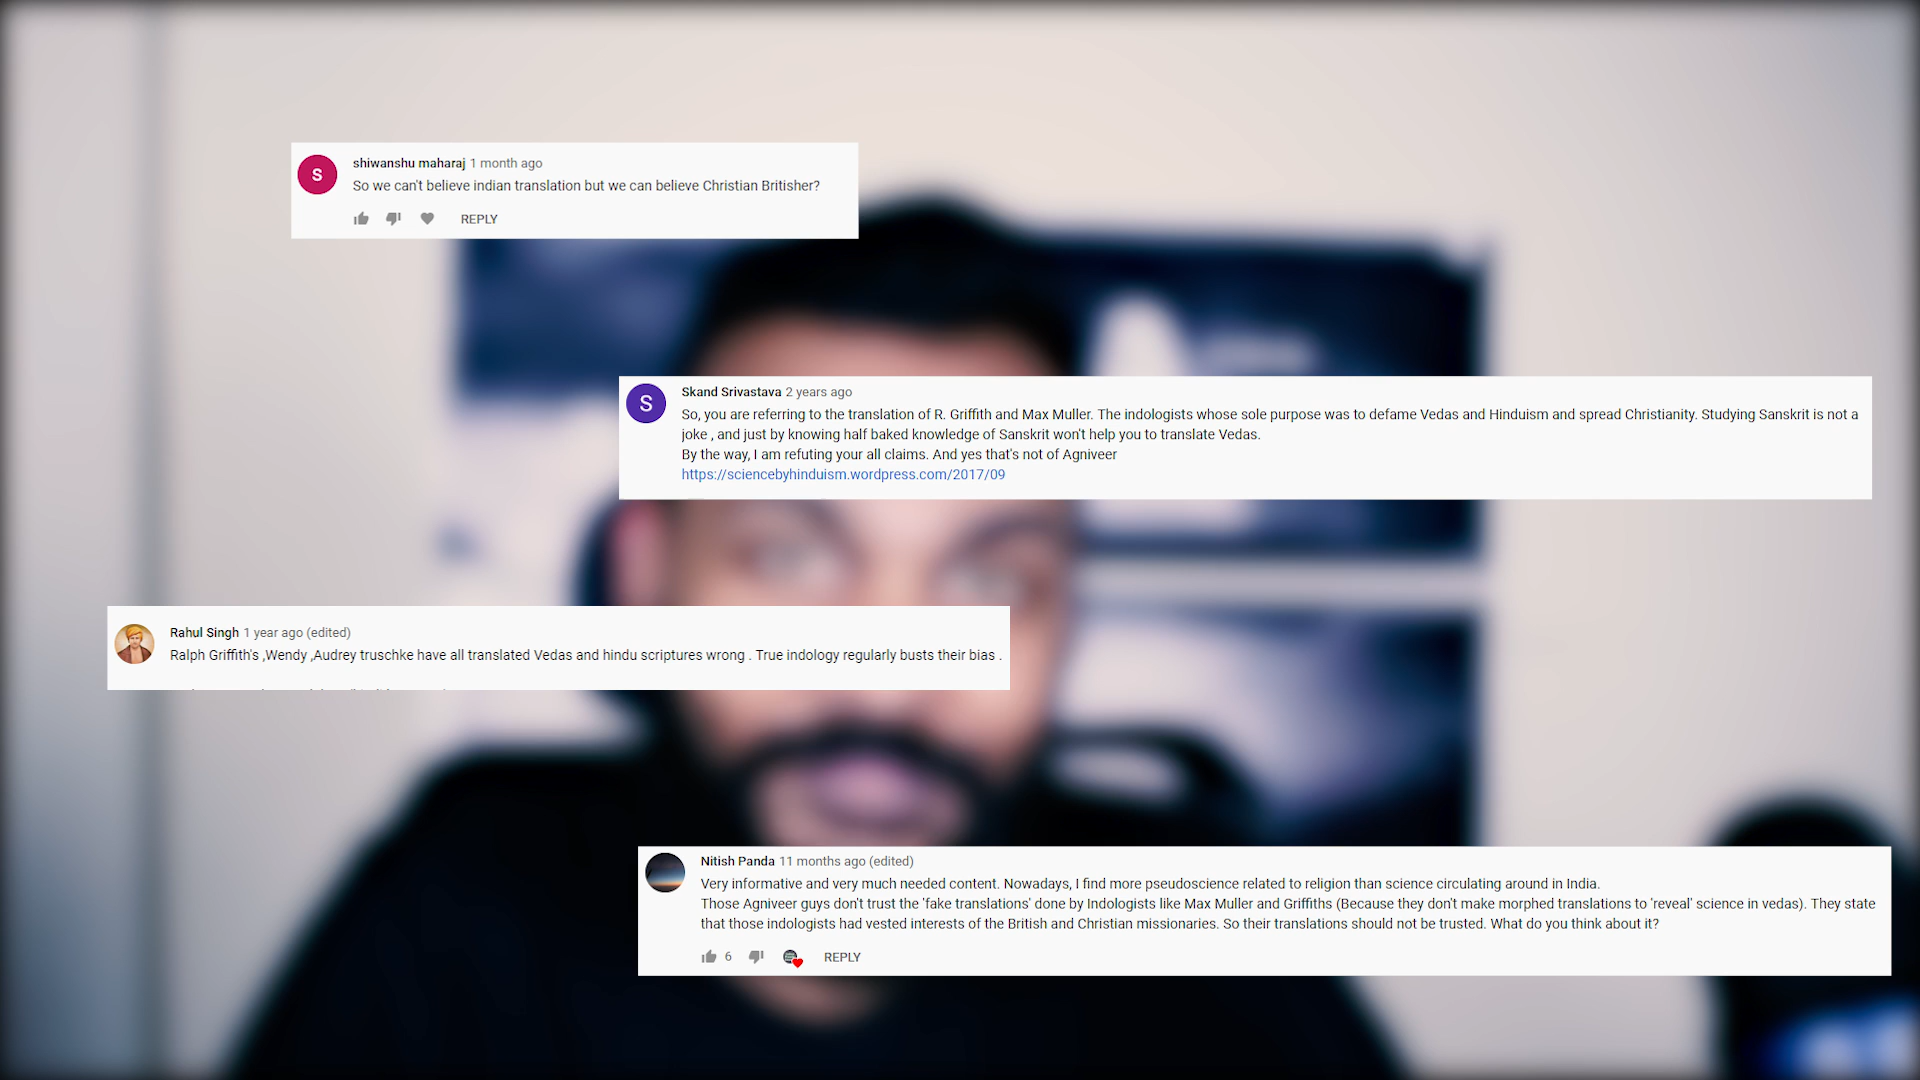 S
shiwanshu maharaj 1 month ago
So we can't believe indian translation but we can believe Christian Britisher?
REPLY
S
Skand Srivastava 2 years ago
So, you are referring to the translation of R. Griffith and Max Muller. The indologists whose sole purpose was to defame Vedas and Hinduism and spread Christianity. Studying Sanskrit is not a
joke , and just by knowing half baked knowledge of Sanskrit won't help you to translate Vedas.
By the way, I am refuting your all claims. And yes that's not of Agniveer
https://sciencebyhinduism.wordpress.com/2017/09
Rahul Singh 1 year ago (edited)
Ralph Griffith's ,Wendy ,Audrey truschke have all translated Vedas and hindu scriptures wrong . True indology regularly busts their bias .
Nitish Panda 11 months ago (edited)
Very informative and very much needed content. Nowadays, I find more pseudoscience related to religion than science circulating around in India.
Those Agniveer guys don't trust the 'fake translations' done by Indologists like Max Muller and Griffiths (Because they don't make morphed translations to 'reveal' science in vedas). They state
that those indologists had vested interests of the British and Christian missionaries. So their translations should not be trusted. What do you think about it?
6 REPLY